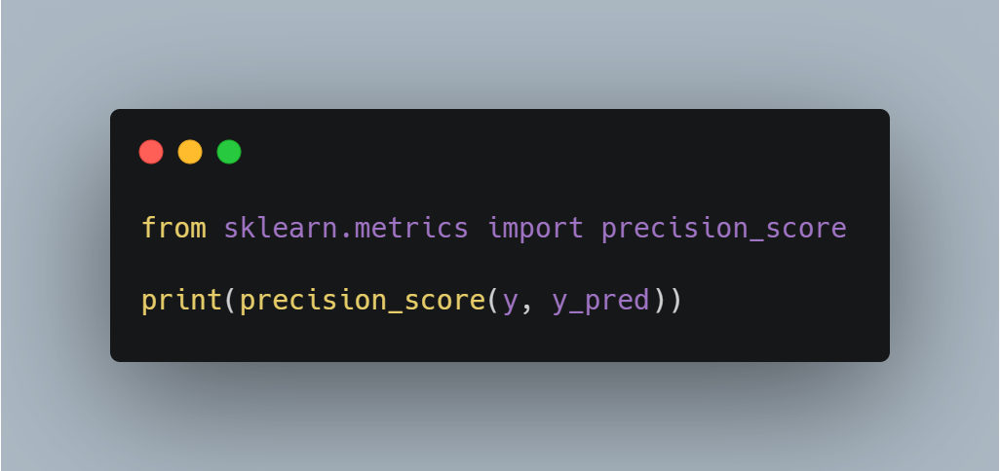 from sklearn.metrics import precision_score
print(precision_score(y, y_pred))